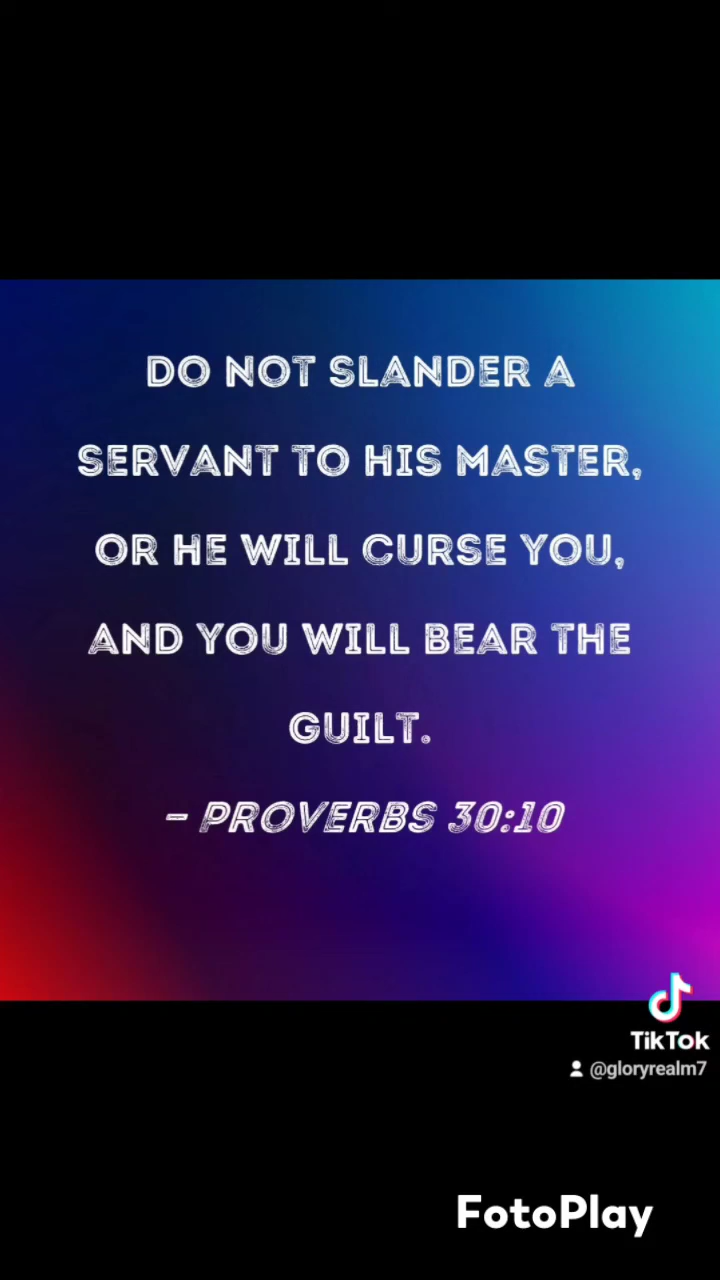 DO NOT SLANDER A
SERVANT TO HIS MASTER,
OR HE WILL CURSE YOU,
AND YOU WILL BEAR THE
GUILT.
- PROVERBS 30:10
TikTok
@gloryrealm7
FotoPlay